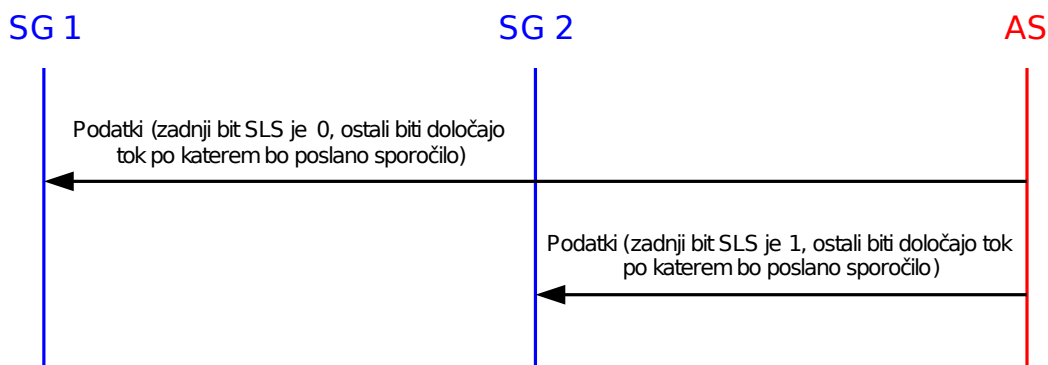 SG 1
SG 2
AS
Podatki (zadnji bit SLS je 0, ostali biti določajo
tok po katerem bo poslano sporočilo)
Podatki (zadnji bit SLS je 1, ostali biti določajo tok
po katerem bo poslano sporočilo)